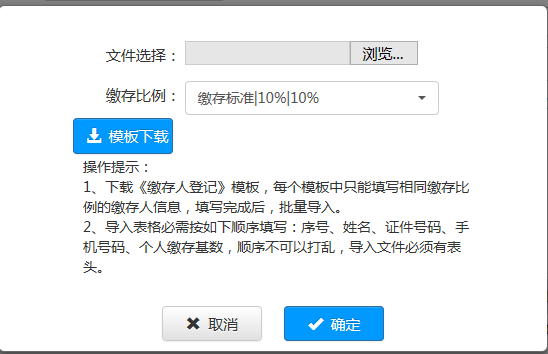 文件选择： 浏览...
缴存比例： 缴存标准|10%|10%
模板下载
操作提示：
1、下载《缴存人登记》模板，每个模板中只能填写相同缴存比
例的缴存人信息，填写完成后，批量导入。
2、导入表格必需按如下顺序填写：序号、姓名、证件号码、手
机号码、个人缴存基数，顺序不可以打乱，导入文件必须有表
头。
取消 确定